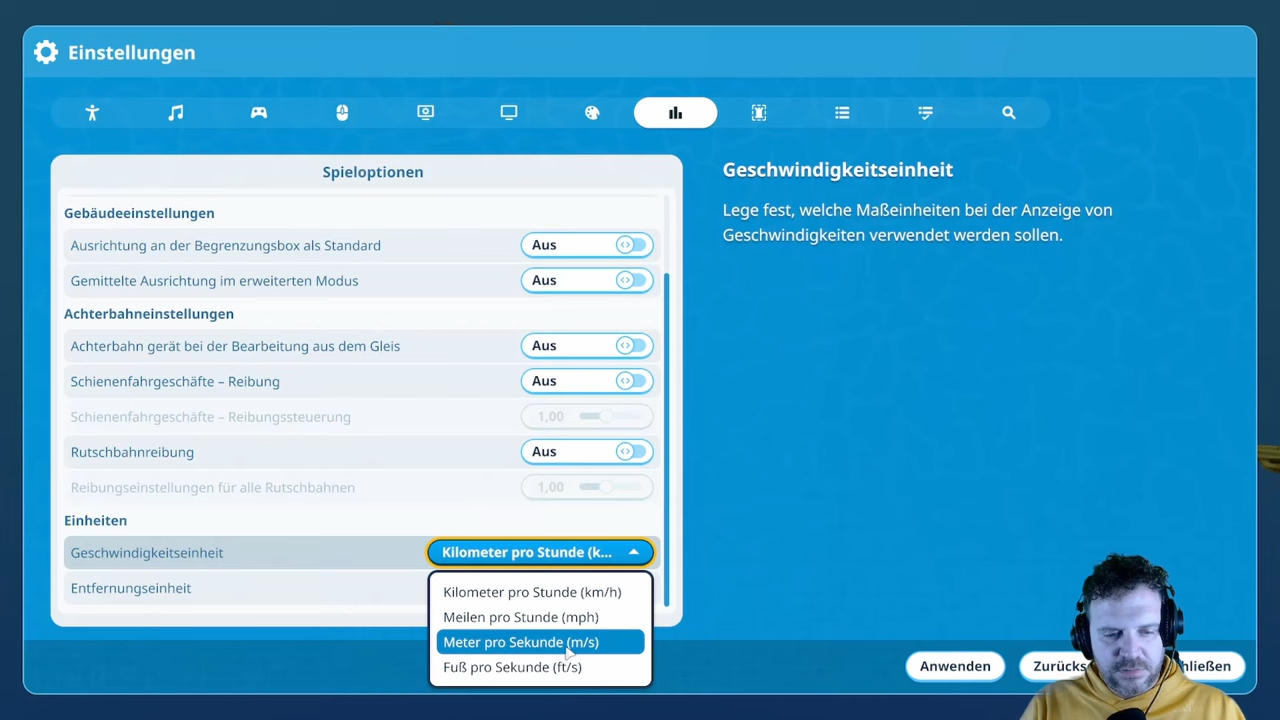 Einstellungen
Spieloptionen
Gebäudeeinstellungen
Ausrichtung an der Begrenzungsbox als Standard
Aus
Gemittelte Ausrichtung im erweiterten Modus
Aus
Achterbahneinstellungen
Achterbahn gerät bei der Bearbeitung aus dem Gleis
Aus
Schienenfahrgeschäfte – Reibung
Aus
Schienenfahrgeschäfte – Reibungssteuerung
1,00
Rutschbahnreibung
Aus
Reibungseinstellungen für alle Rutschbahnen
1,00
Einheiten
Geschwindigkeitseinheit
Kilometer pro Stunde (k...
Kilometer pro Stunde (km/h)
Meilen pro Stunde (mph)
Meter pro Sekunde (m/s)
Fuß pro Sekunde (ft/s)
Entfernungseinheit
Geschwindigkeitseinheit
Lege fest, welche Maßeinheiten bei der Anzeige von
Geschwindigkeiten verwendet werden sollen.
Anwenden